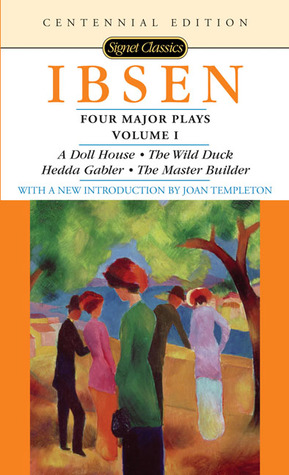 CENTENNIAL EDITION
Signet Classics
IBSEN
FOUR MAJOR PLAYS
VOLUME I
A Doll House • The Wild Duck
Hedda Gabler • The Master Builder
WITH A NEW INTRODUCTION BY JOAN TEMPLETON